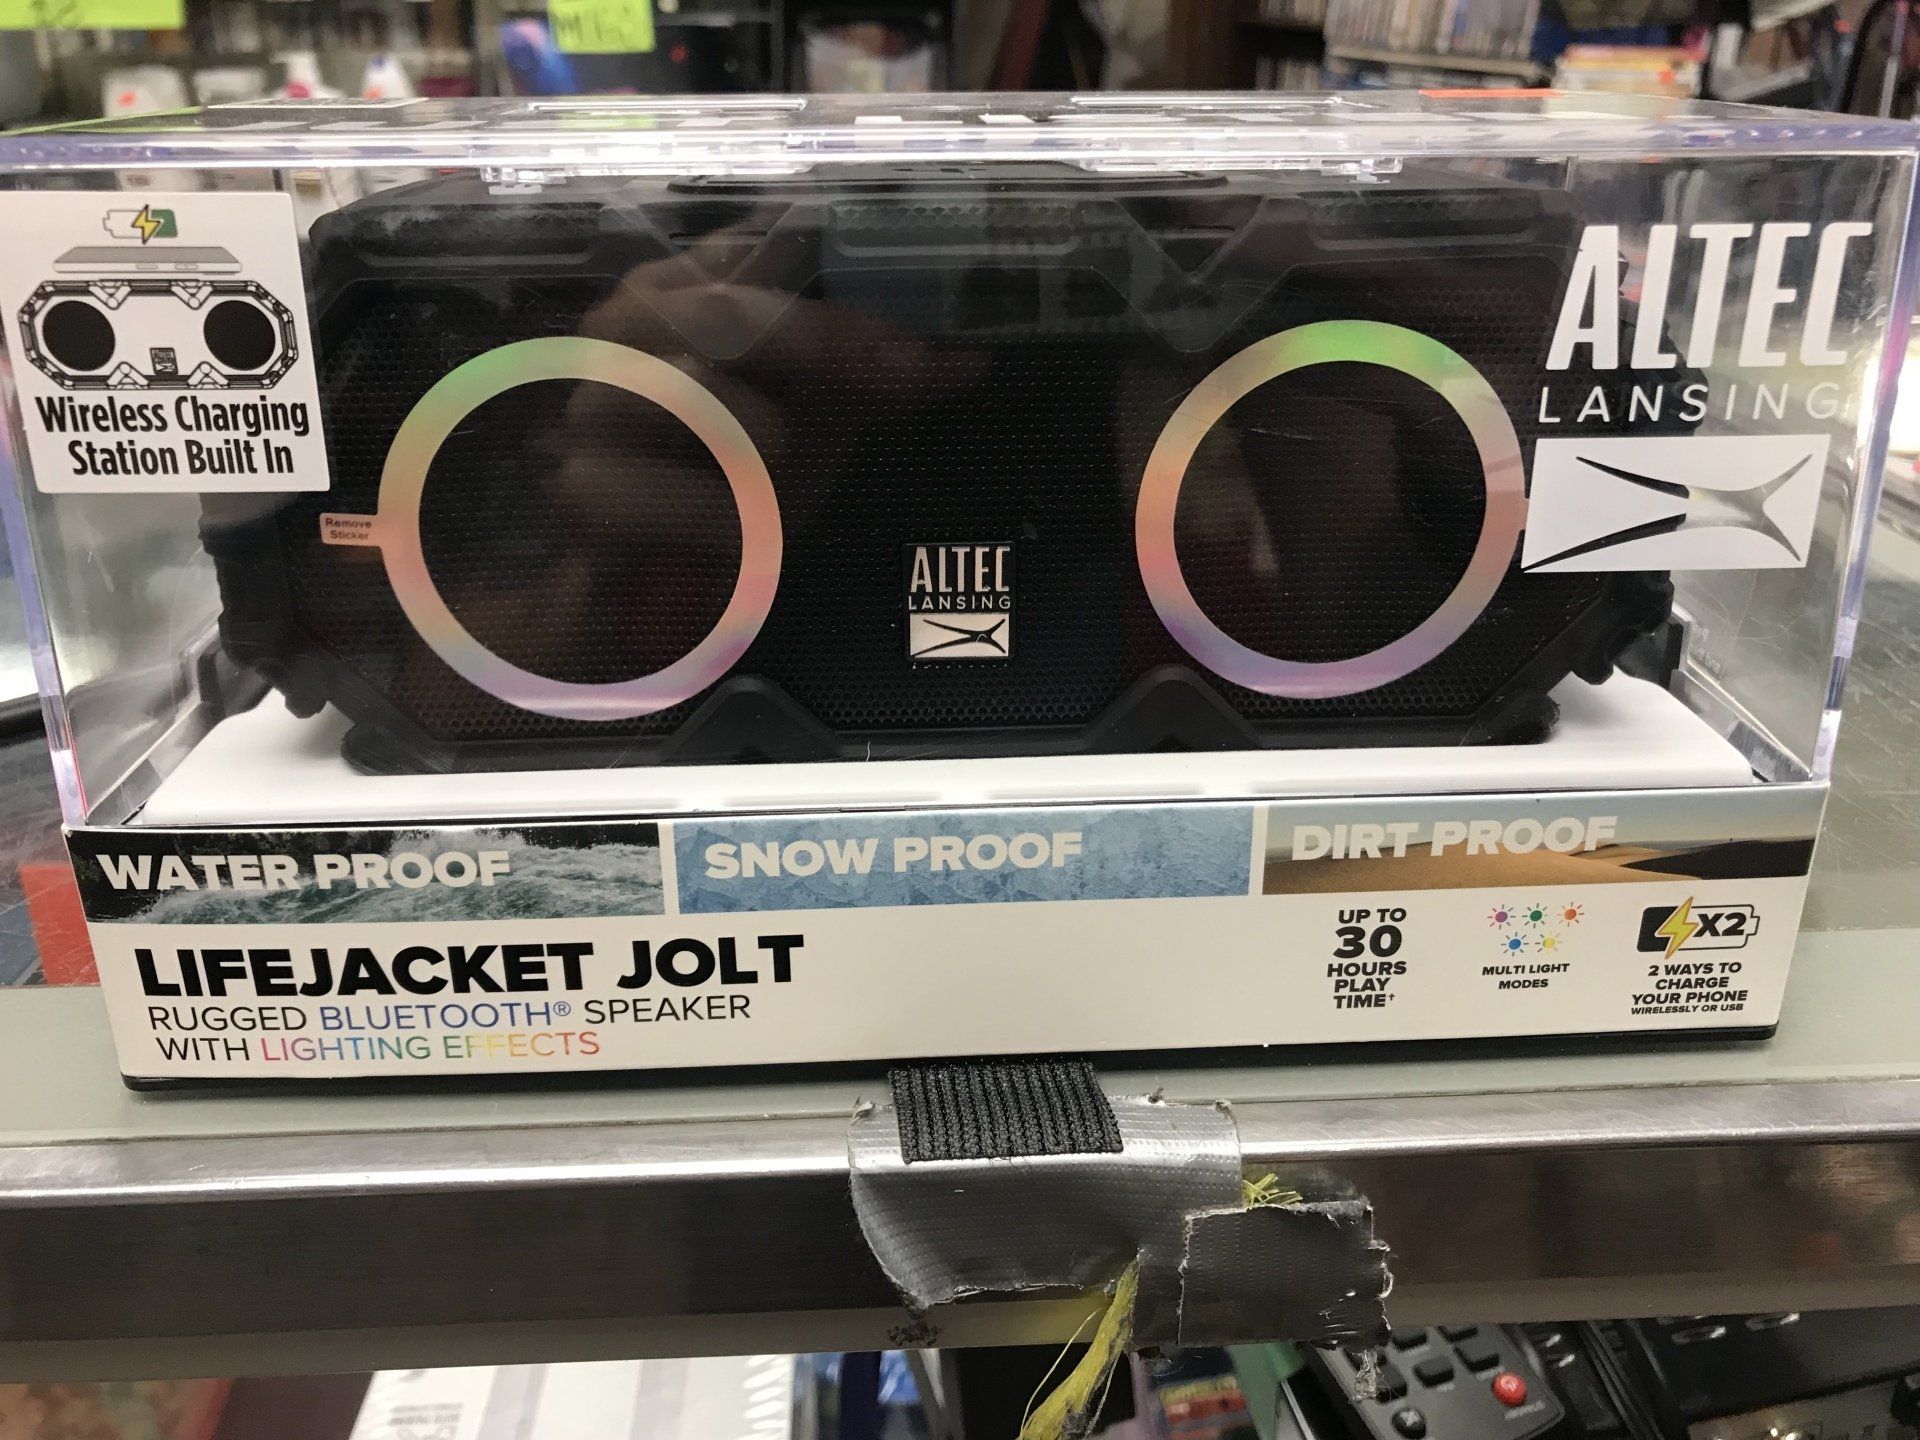 Wireless Charging
Station Built In
Remove
Sticker
ALTEC
LANSING
ALTEC
LANSING
WATER PROOF
SNOW PROOF
DIRT PROOF
LIFEJACKET JOLT
RUGGED BLUETOOTH® SPEAKER
WITH LIGHTING EFFECTS
UP TO
30
HOURS
PLAY
TIME†
MULTI LIGHT
MODES
X2
2 WAYS TO
CHARGE
YOUR PHONE
WIRELESSLY OR USB